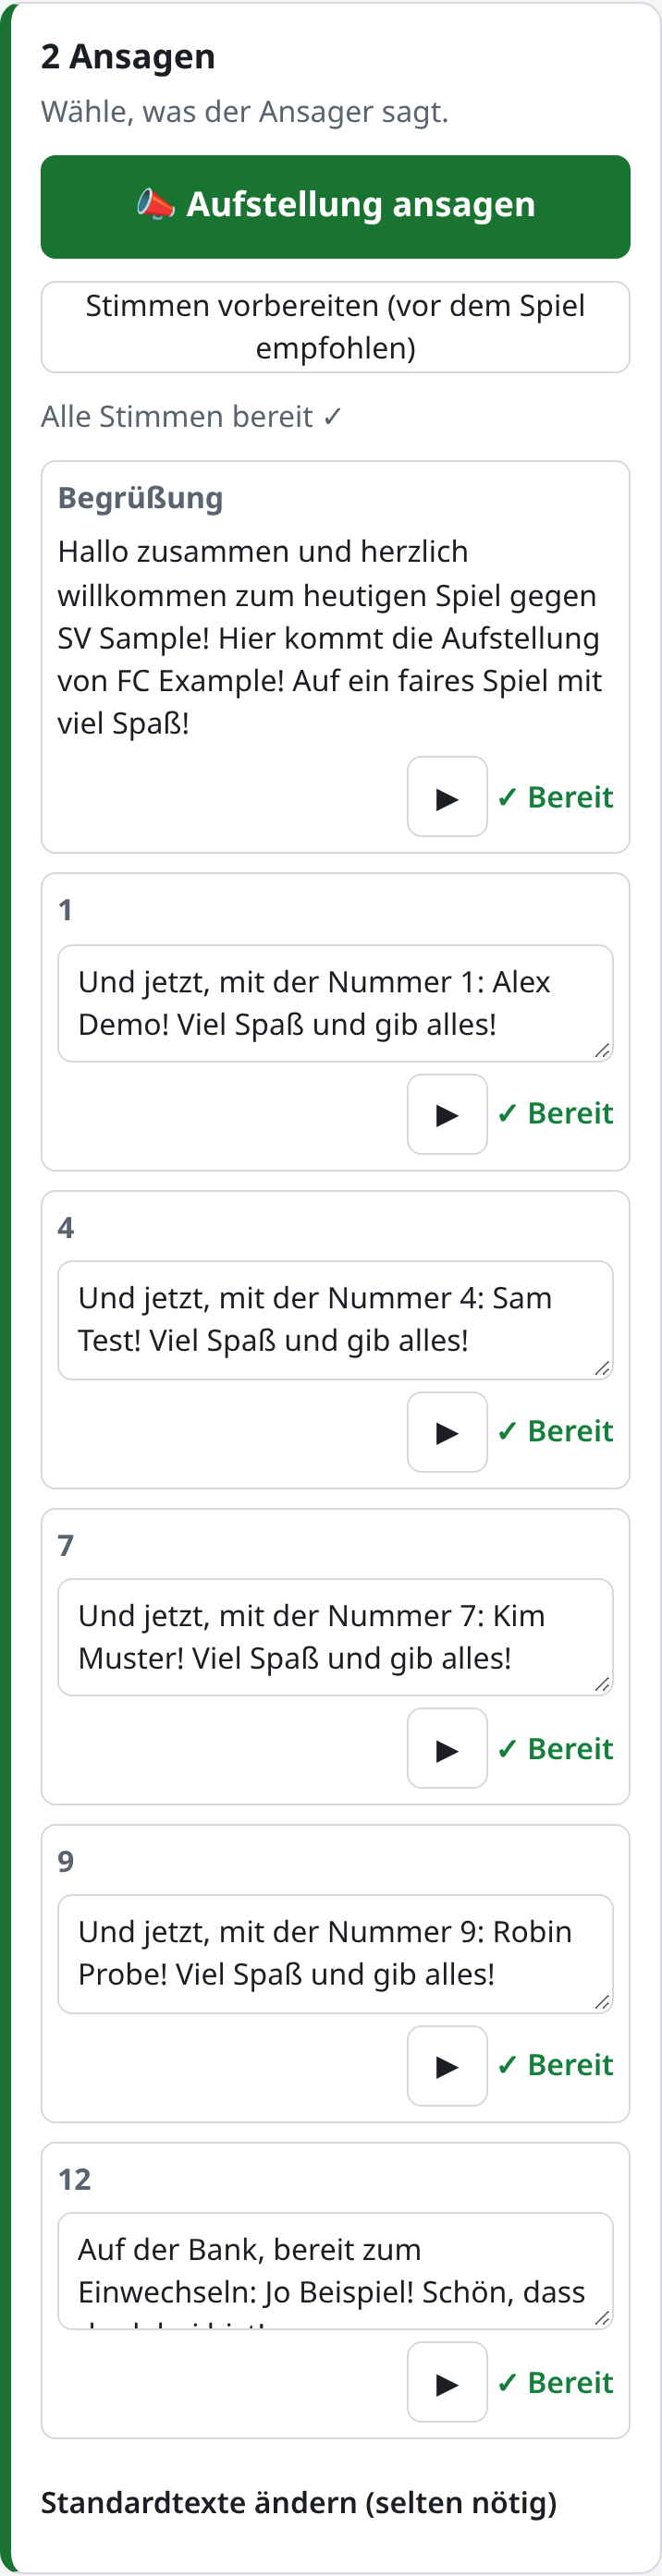 2 Ansagen
Wähle, was der Ansager sagt.
📣 Aufstellung ansagen
Stimmen vorbereiten (vor dem Spiel
empfohlen)
Alle Stimmen bereit ✓
Begrüßung
Hallo zusammen und herzlich
willkommen zum heutigen Spiel gegen
SV Sample! Hier kommt die Aufstellung
von FC Example! Auf ein faires Spiel mit
viel Spaß!
▶ ✓ Bereit
1
Und jetzt, mit der Nummer 1: Alex
Demo! Viel Spaß und gib alles!
▶ ✓ Bereit
4
Und jetzt, mit der Nummer 4: Sam
Test! Viel Spaß und gib alles!
▶ ✓ Bereit
7
Und jetzt, mit der Nummer 7: Kim
Muster! Viel Spaß und gib alles!
▶ ✓ Bereit
9
Und jetzt, mit der Nummer 9: Robin
Probe! Viel Spaß und gib alles!
▶ ✓ Bereit
12
Auf der Bank, bereit zum
Einwechseln: Jo Beispiel! Schön, dass
▶ ✓ Bereit
Standardtexte ändern (selten nötig)